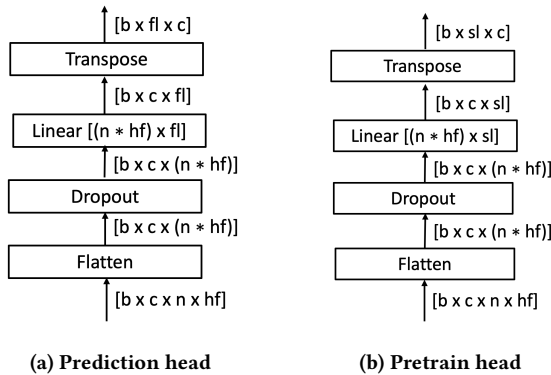 [b x fl x c]
Transpose
[b x c x fl]
Linear [(n * hf) x fl]
[b x c x (n * hf)]
Dropout
[b x c x (n * hf)]
Flatten
[b x c x n x hf]
(a) Prediction head
[b x sl x c]
Transpose
[b x c x sl]
Linear [(n * hf) x sl]
[b x c x (n * hf)]
Dropout
[b x c x (n * hf)]
Flatten
[b x c x n x hf]
(b) Pretrain head